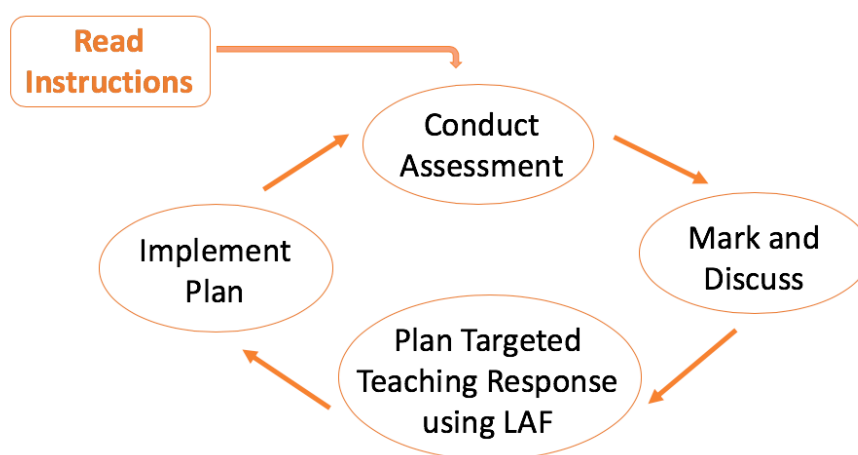 Read
Instructions
Conduct
Assessment
Mark and
Discuss
Plan Targeted
Teaching Response
using LAF
Implement
Plan